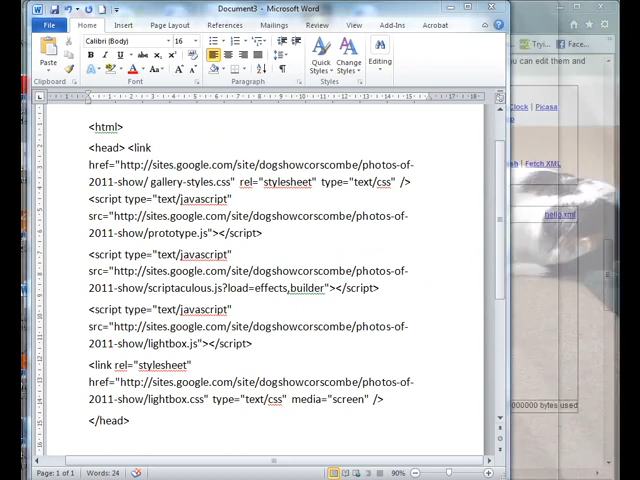 Document3 - Microsoft Word
File Home Insert Page Layout References Mailings Review View Add-Ins Acrobat
Calibri (Body) 16
Paste
Quick Styles
Change Styles
Editing
Clipboard Font Paragraph Styles
<html>
<head> <link
href="http://sites.google.com/site/dogshowcorscombe/photos-of-
2011-show/ gallery-styles.css" rel="stylesheet" type="text/css" />
<script type="text/javascript"
src="http://sites.google.com/site/dogshowcorscombe/photos-of-
2011-show/prototype.js"></script>
<script type="text/javascript"
src="http://sites.google.com/site/dogshowcorscombe/photos-of-
2011-show/scriptaculous.js?load=effects,builder"></script>
<script type="text/javascript"
src="http://sites.google.com/site/dogshowcorscombe/photos-of-
2011-show/lightbox.js"></script>
<link rel="stylesheet"
href="http://sites.google.com/site/dogshowcorscombe/photos-of-
2011-show/lightbox.css" type="text/css" media="screen" />
</head>
Page: 1 of 1 Words: 24 90%
Tryi... Face...
you can edit them and
Clock | Picasa
| Fetch XML
hello.xml
000000 bytes used